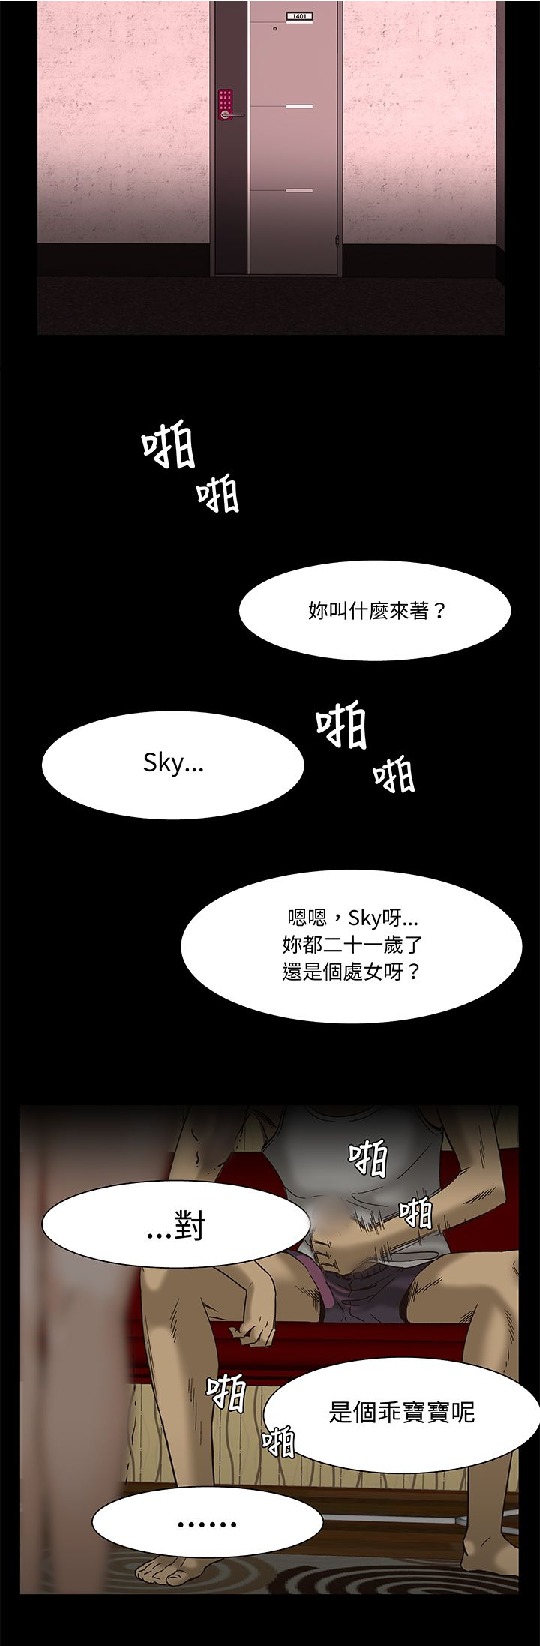 1401
啪
啪
妳叫什麼來著？
啪
Sky...
啪
嗯嗯，Sky呀...
妳都二十一歲了
還是個處女呀？
啪
啪
...對
啪
是個乖寶寶呢
啪
......